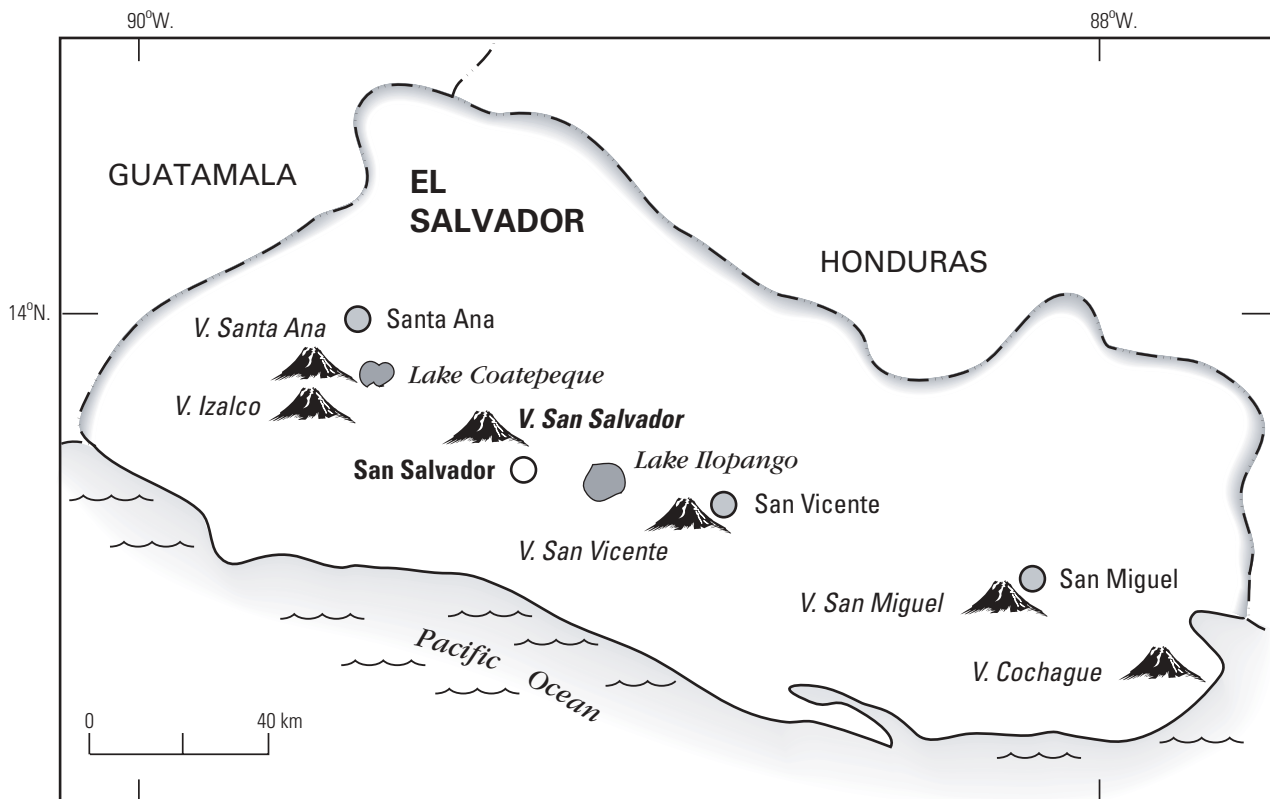 90°W.
88°W.
GUATAMALA
EL
SALVADOR
HONDURAS
14°N.
V. Santa Ana
Santa Ana
Lake Coatepeque
V. Izalco
V. San Salvador
San Salvador
Lake Ilopango
San Vicente
V. San Vicente
San Miguel
V. San Miguel
Pacific
Ocean
V. Cochague
0
40 km